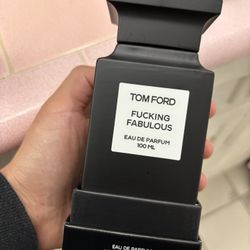 TOM FORD
FUCKING
FABULOUS
EAU DE PARFUM
100 ML
EAU DE PARFUM